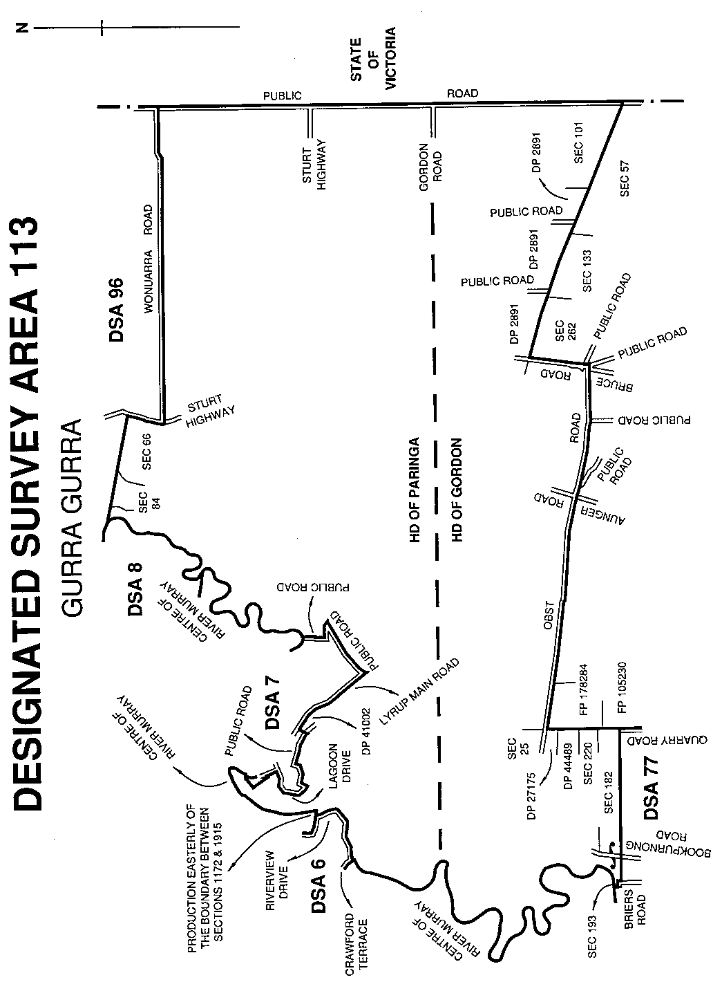 DESIGNATED SURVEY AREA 113
GURRA GURRA
N
STATE
OF
VICTORIA
PUBLIC
ROAD
DSA 96
WONUARRA
ROAD
STURT
HIGHWAY
GORDON
ROAD
STURT
HIGHWAY
SEC 66
SEC
84
DSA 8
CENTRE OF
RIVER MURRAY
PUBLIC ROAD
PUBLIC ROAD
PUBLIC ROAD
DSA 7
LYRUP MAIN ROAD
DP 41002
PUBLIC ROAD
CENTRE OF
RIVER MURRAY
LAGOON
DRIVE
PRODUCTION EASTERLY OF
THE BOUNDARY BETWEEN
SECTIONS 1172 & 1915
RIVERVIEW
DRIVE
DSA 6
CRAWFORD
TERRACE
CENTRE OF
RIVER MURRAY
HD OF PARINGA
HD OF GORDON
DP 2891
SEC 101
SEC 57
PUBLIC ROAD
DP 2891
SEC 133
PUBLIC ROAD
DP 2891
SEC
262
PUBLIC ROAD
PUBLIC ROAD
BRUCE
ROAD
PUBLIC ROAD
ROAD
PUBLIC
ROAD
AUNGER
ROAD
OBST
FP 178284
FP 105230
SEC
25
QUARRY ROAD
DP 27175
DP 44489
SEC 220
SEC 182
DSA 77
BOOKPURNONG
ROAD
SEC 193
BRIERS
ROAD